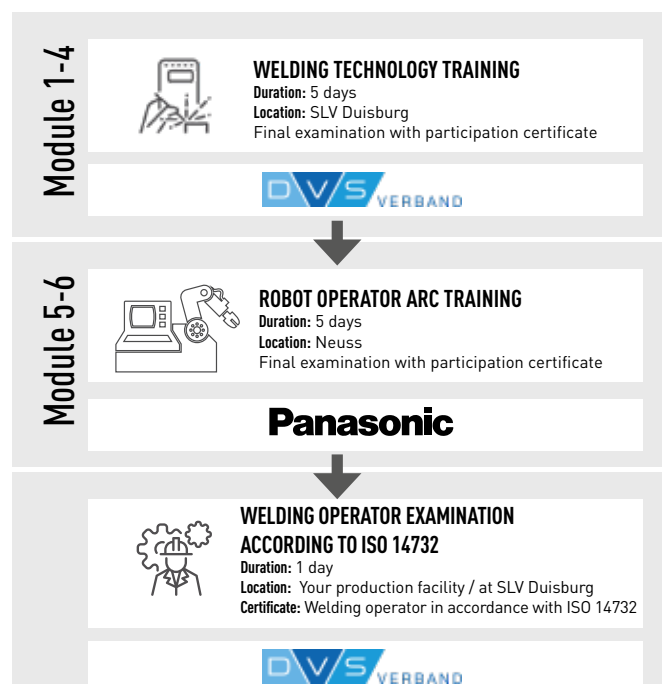 Module 1-4
WELDING TECHNOLOGY TRAINING
Duration: 5 days
Location: SLV Duisburg
Final examination with participation certificate
DVS VERBAND
Module 5-6
ROBOT OPERATOR ARC TRAINING
Duration: 5 days
Location: Neuss
Final examination with participation certificate
Panasonic
WELDING OPERATOR EXAMINATION
ACCORDING TO ISO 14732
Duration: 1 day
Location: Your production facility / at SLV Duisburg
Certificate: Welding operator in accordance with ISO 14732
DVS VERBAND